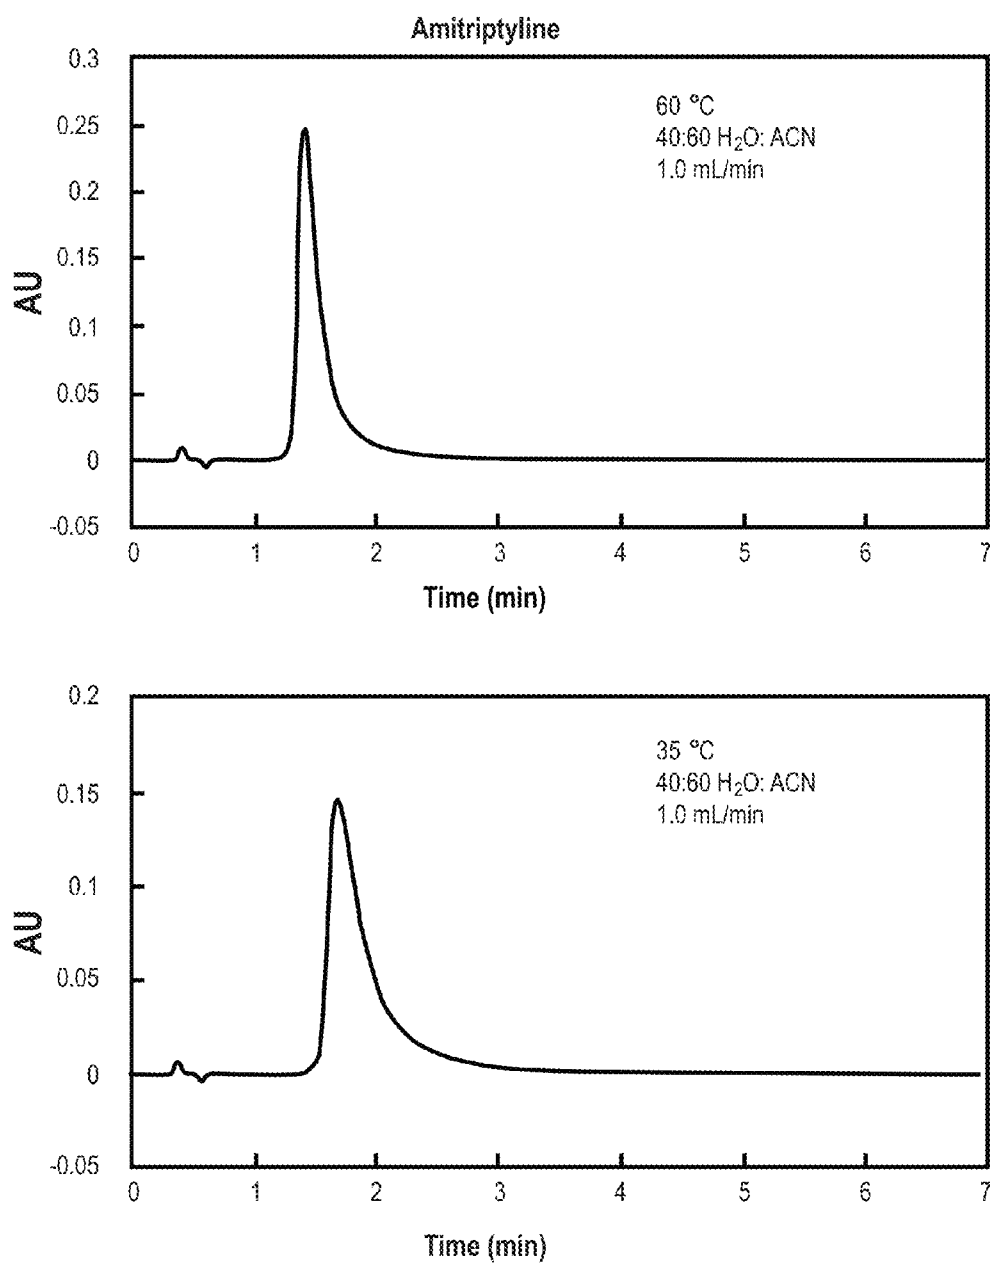 Amitriptyline
0.3
0.25
0.2
0.15
0.1
0.05
0
-0.05
AU
60 °C
40:60 H₂O: ACN
1.0 mL/min
0 1 2 3 4 5 6 7
Time (min)
0.2
0.15
0.1
0.05
0
-0.05
AU
35 °C
40:60 H₂O: ACN
1.0 mL/min
0 1 2 3 4 5 6 7
Time (min)